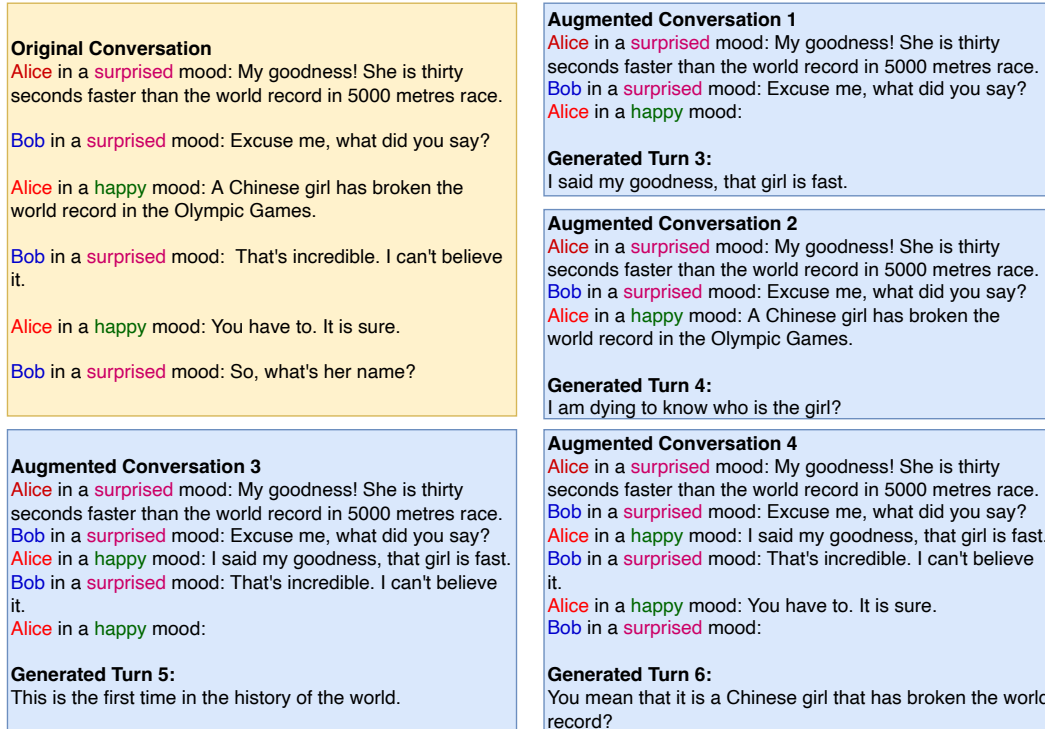 Original Conversation
Alice in a surprised mood: My goodness! She is thirty
seconds faster than the world record in 5000 metres race.
Bob in a surprised mood: Excuse me, what did you say?
Alice in a happy mood: A Chinese girl has broken the
world record in the Olympic Games.
Bob in a surprised mood:  That's incredible. I can't believe
it.
Alice in a happy mood: You have to. It is sure.
Bob in a surprised mood: So, what's her name?
Augmented Conversation 1
Alice in a surprised mood: My goodness! She is thirty
seconds faster than the world record in 5000 metres race.
Bob in a surprised mood: Excuse me, what did you say?
Alice in a happy mood:
Generated Turn 3:
I said my goodness, that girl is fast.
Augmented Conversation 2
Alice in a surprised mood: My goodness! She is thirty
seconds faster than the world record in 5000 metres race.
Bob in a surprised mood: Excuse me, what did you say?
Alice in a happy mood: A Chinese girl has broken the
world record in the Olympic Games.
Generated Turn 4:
I am dying to know who is the girl?
Augmented Conversation 3
Alice in a surprised mood: My goodness! She is thirty
seconds faster than the world record in 5000 metres race.
Bob in a surprised mood: Excuse me, what did you say?
Alice in a happy mood: I said my goodness, that girl is fast.
Bob in a surprised mood: That's incredible. I can't believe
it.
Alice in a happy mood:
Generated Turn 5:
This is the first time in the history of the world.
Augmented Conversation 4
Alice in a surprised mood: My goodness! She is thirty
seconds faster than the world record in 5000 metres race.
Bob in a surprised mood: Excuse me, what did you say?
Alice in a happy mood: I said my goodness, that girl is fast.
Bob in a surprised mood: That's incredible. I can't believe
it.
Alice in a happy mood: You have to. It is sure.
Bob in a surprised mood:
Generated Turn 6:
You mean that it is a Chinese girl that has broken the world
record?